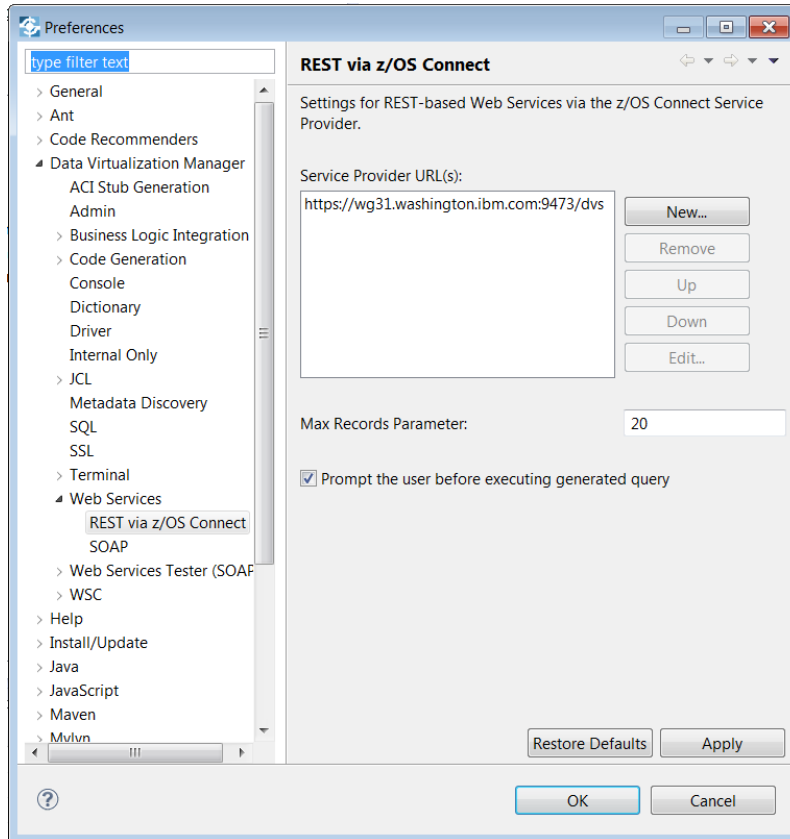 Preferences
type filter text
General
Ant
Code Recommenders
Data Virtualization Manager
ACI Stub Generation
Admin
Business Logic Integration
Code Generation
Console
Dictionary
Driver
Internal Only
JCL
Metadata Discovery
SQL
SSL
Terminal
Web Services
REST via z/OS Connect
SOAP
Web Services Tester (SOAP
WSC
Help
Install/Update
Java
JavaScript
Maven
Mylyn
REST via z/OS Connect
Settings for REST-based Web Services via the z/OS Connect Service
Provider.
Service Provider URL(s):
https://wg31.washington.ibm.com:9473/dvs
New...
Remove
Up
Down
Edit...
Max Records Parameter:
20
Prompt the user before executing generated query
Restore Defaults
Apply
OK
Cancel